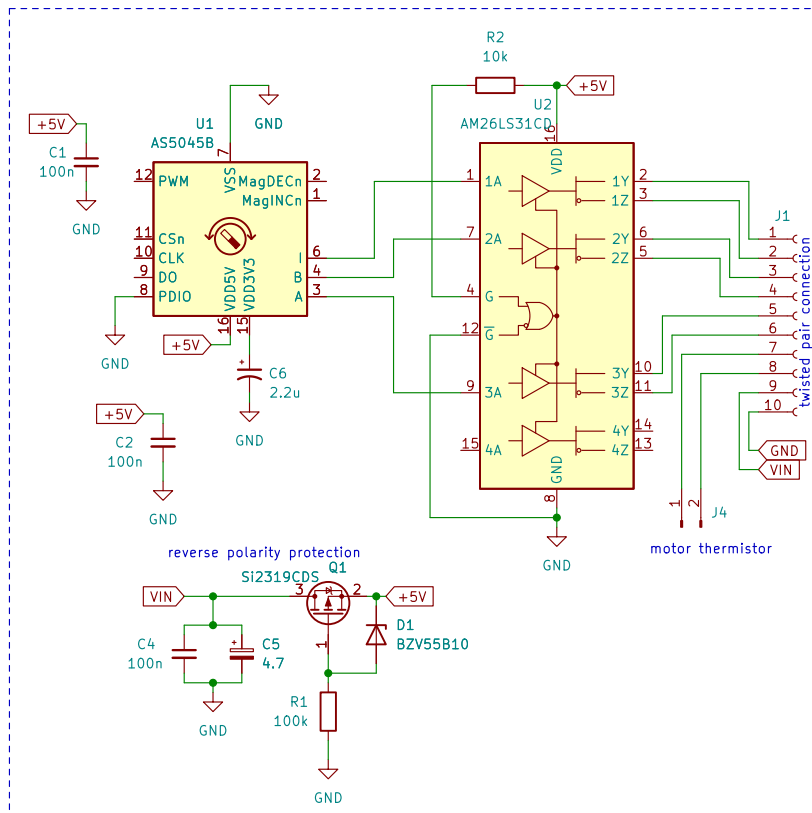 R2
10k
+5V
U2
AM26LS31CD
GND
+5V
C1
100n
GND
U1
AS5045B
7
VSS
12 PWM
MagDECn 2
MagINCn 1
11 CSn
10 CLK
9 DO
8 PDIO
I 6
B 4
A 3
VDD5V
VDD3V3
16
15
GND
+5V
C6
2.2u
GND
+5V
C2
100n
GND
16
VDD
1 1A
7 2A
4 G
12 G
9 3A
15 4A
1Y 2
1Z 3
2Y 6
2Z 5
3Y 10
3Z 11
4Y 14
4Z 13
GND
8
GND
J1
1
2
3
4
5
6
7
8
9
10
twisted pair connection
GND
VIN
1
2
J4
motor thermistor
reverse polarity protection
Q1
Si2319CDS
VIN
3
2
1
+5V
D1
BZV55B10
C4
100n
C5
4.7
GND
R1
100k
GND